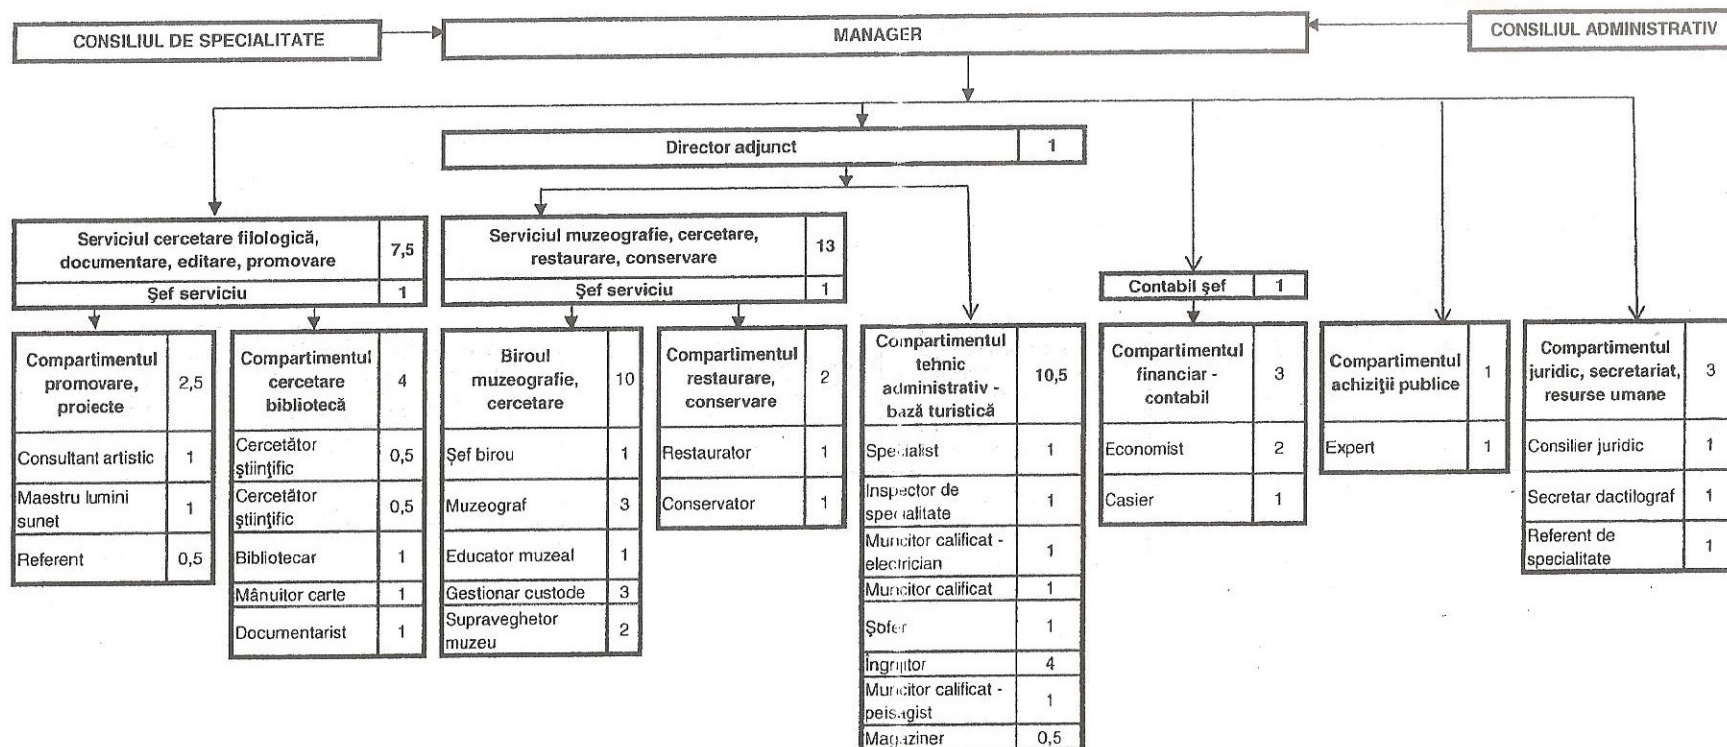 CONSILIUL DE SPECIALITATE
MANAGER
CONSILIUL ADMINISTRATIV
Director adjunct 1
Serviciul cercetare filologică,
documentare, editare, promovare
7,5
Şef serviciu 1
Serviciul muzeografie, cercetare,
restaurare, conservare
13
Şef serviciu 1
Contabil şef 1
Compartimentul
promovare,
proiecte
2,5
Consultant artistic 1
Maestru lumini
sunet
1
Referent 0,5
Compartimentul
cercetare
bibliotecă
4
Cercetător
ştiinţific
0,5
Cercetător
ştiinţific
0,5
Bibliotecar 1
Mânuitor carte 1
Documentarist 1
Biroul
muzeografie,
cercetare
10
Şef birou 1
Muzeograf 3
Educator muzeal 1
Gestionar custode 3
Supraveghetor
muzeu
2
Compartimentul
restaurare,
conservare
2
Restaurator 1
Conservator 1
Compartimentul
tehnic
administrativ -
bază turistică
10,5
Specialist 1
Inspector de
specialitate
1
Muncitor calificat -
electrician
1
Muncitor calificat 1
Şofer 1
Îngrijitor 4
Muncitor calificat -
peisagist
1
Magaziner 0,5
Compartimentul
financiar -
contabil
3
Economist 2
Casier 1
Compartimentul
achiziţii publice
1
Expert 1
Compartimentul
juridic, secretariat,
resurse umane
3
Consilier juridic 1
Secretar dactilograf 1
Referent de
specialitate
1